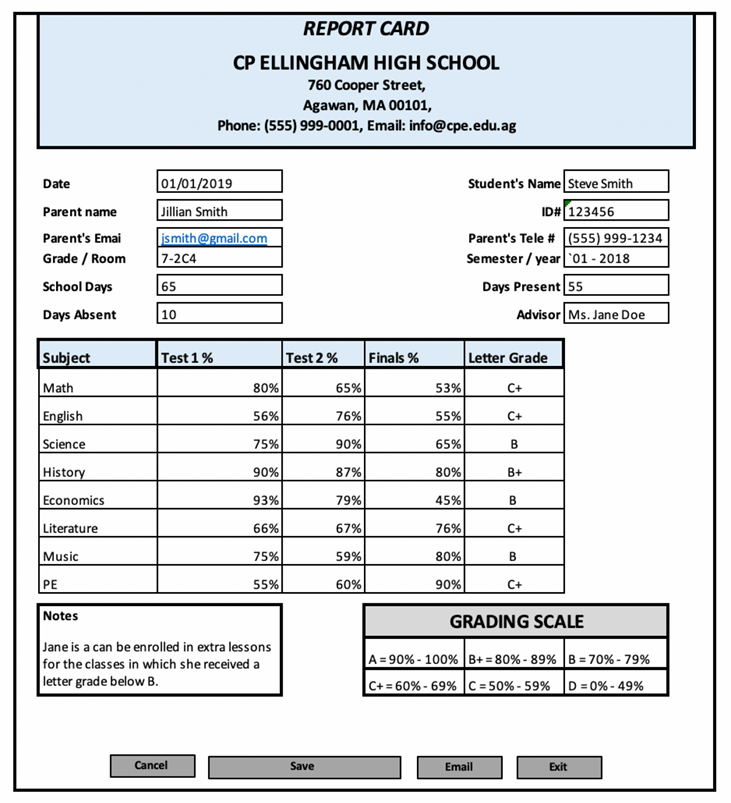 REPORT CARD
CP ELLINGHAM HIGH SCHOOL
760 Cooper Street,
Agawan, MA 00101,
Phone: (555) 999-0001, Email: info@cpe.edu.ag
Date 01/01/2019 Student's Name Steve Smith
Parent name Jillian Smith ID# 123456
Parent's Emai jsmith@gmail.com Parent's Tele # (555) 999-1234
Grade / Room 7-2C4 Semester / year `01 - 2018
School Days 65 Days Present 55
Days Absent 10 Advisor Ms. Jane Doe
Subject Test 1 % Test 2 % Finals % Letter Grade
Math 80% 65% 53% C+
English 56% 76% 55% C+
Science 75% 90% 65% B
History 90% 87% 80% B+
Economics 93% 79% 45% B
Literature 66% 67% 76% C+
Music 75% 59% 80% B
PE 55% 60% 90% C+
Notes
Jane is a can be enrolled in extra lessons
for the classes in which she received a
letter grade below B.
GRADING SCALE
A = 90% - 100% B+ = 80% - 89% B = 70% - 79%
C+ = 60% - 69% C = 50% - 59% D = 0% - 49%
Cancel Save Email Exit